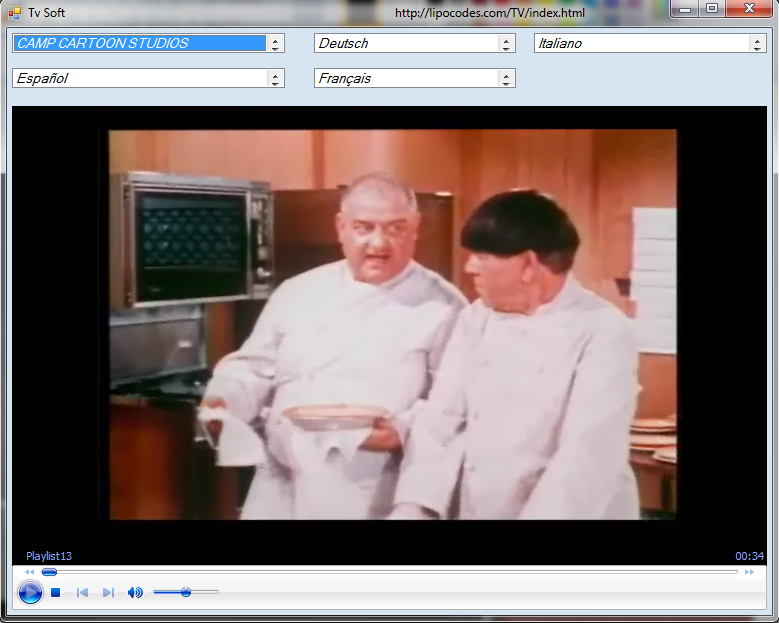 Tv Soft
http://lipocodes.com/TV/index.html
CAMP CARTOON STUDIOS
Deutsch
Italiano
Español
Français
Playlist13
00:34